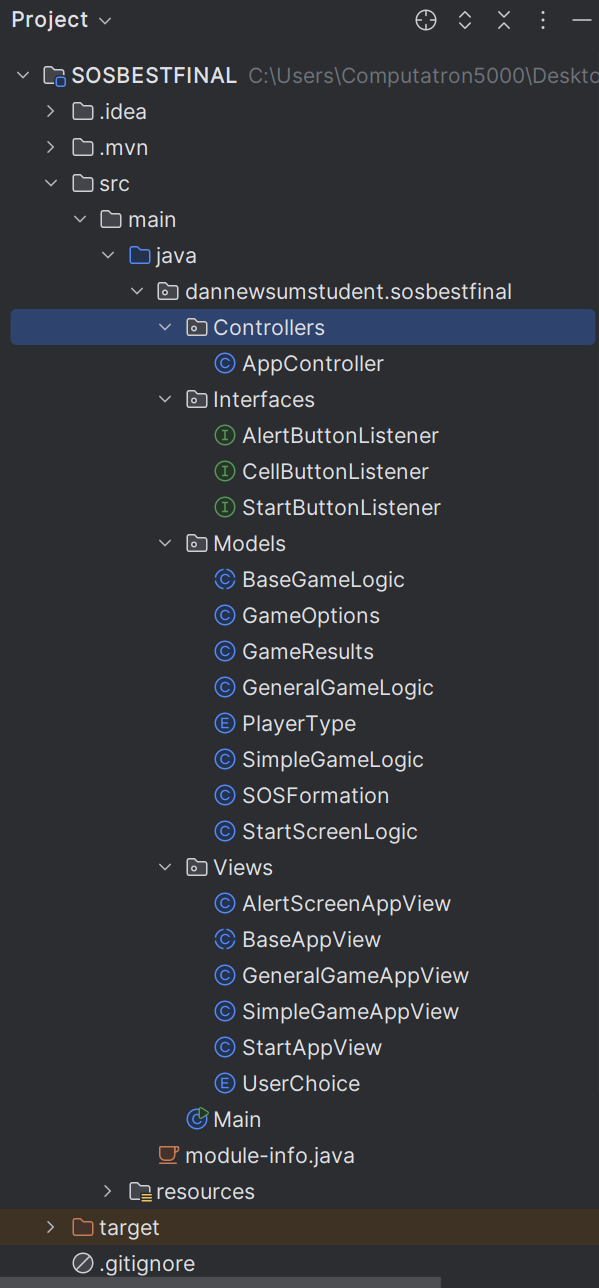 Project
SOSBESTFINAL C:\Users\Computatron5000\Deskto
.idea
.mvn
src
main
java
dannewsumstudent.sosbestfinal
Controllers
AppController
Interfaces
AlertButtonListener
CellButtonListener
StartButtonListener
Models
BaseGameLogic
GameOptions
GameResults
GeneralGameLogic
PlayerType
SimpleGameLogic
SOSFormation
StartScreenLogic
Views
AlertScreenAppView
BaseAppView
GeneralGameAppView
SimpleGameAppView
StartAppView
UserChoice
Main
module-info.java
resources
target
.gitignore